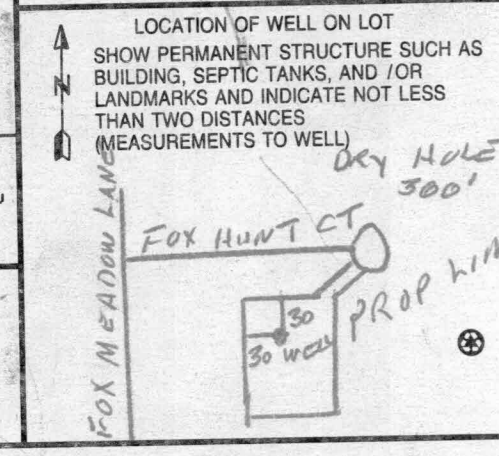 LOCATION OF WELL ON LOT
SHOW PERMANENT STRUCTURE SUCH AS
BUILDING, SEPTIC TANKS, AND /OR
LANDMARKS AND INDICATE NOT LESS
THAN TWO DISTANCES
(MEASUREMENTS TO WELL)
N
DRY HOLE
300'
FOX MEADOW LANE
FOX HUNT CT
PROP LIN
30
30 WELL